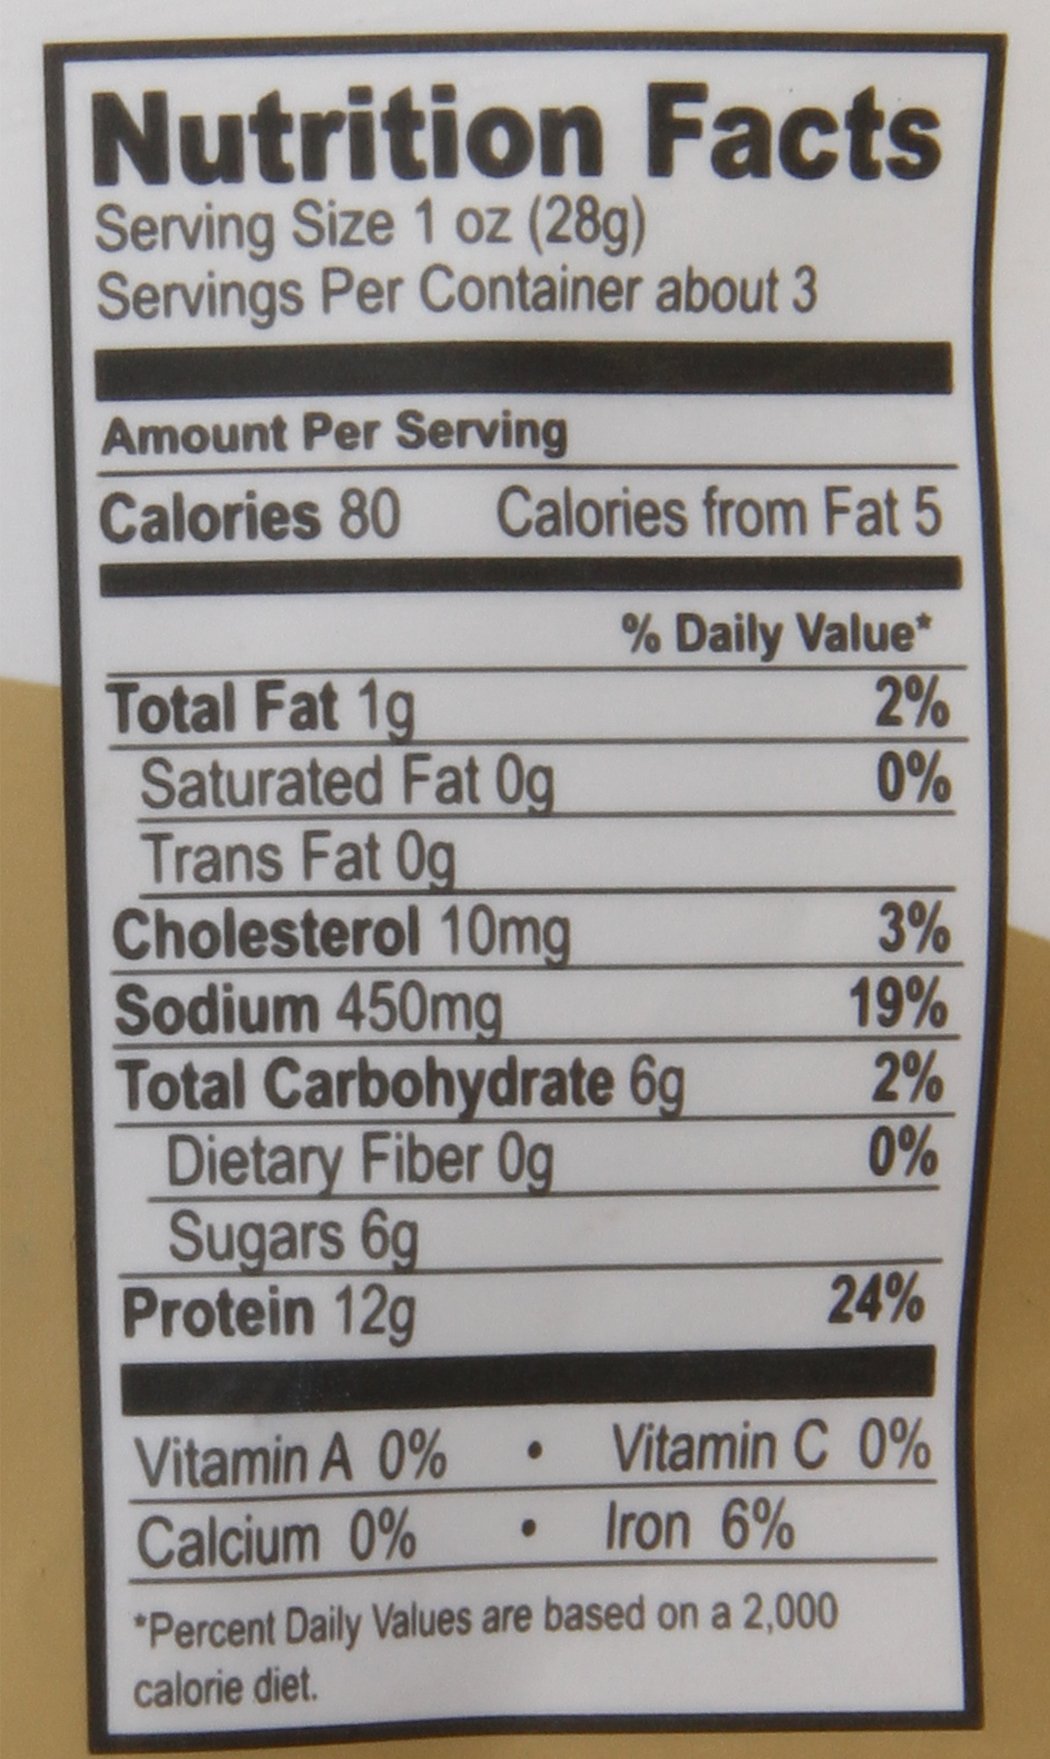 Nutrition Facts
Serving Size 1 oz (28g)
Servings Per Container about 3
Amount Per Serving
Calories 80 Calories from Fat 5
% Daily Value*
Total Fat 1g 2%
Saturated Fat 0g 0%
Trans Fat 0g
Cholesterol 10mg 3%
Sodium 450mg 19%
Total Carbohydrate 6g 2%
Dietary Fiber 0g 0%
Sugars 6g
Protein 12g 24%
Vitamin A 0% • Vitamin C 0%
Calcium 0% • Iron 6%
*Percent Daily Values are based on a 2,000
calorie diet.